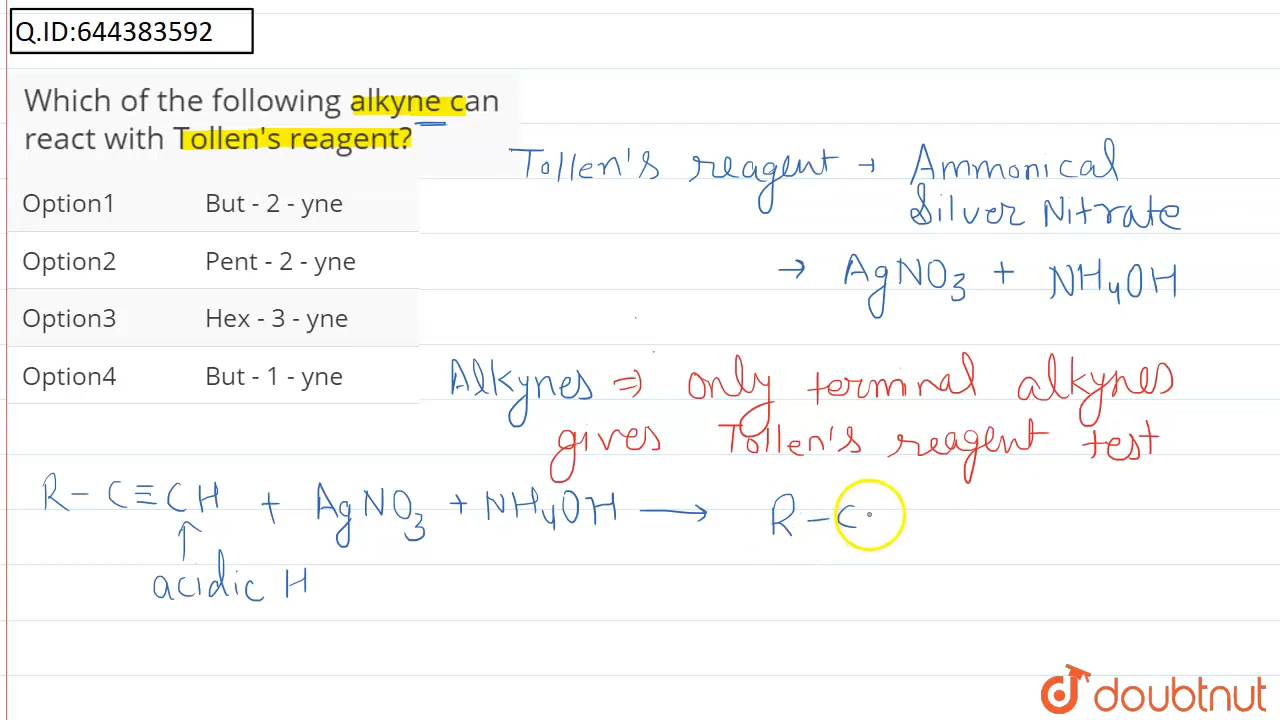 Q.ID:644383592
Which of the following alkyne can
react with Tollen's reagent?
Option1 But - 2 - yne
Option2 Pent - 2 - yne
Option3 Hex - 3 - yne
Option4 But - 1 - yne
Tollen's reagent → Ammonical
Silver Nitrate
→ AgNO3 + NH4OH
Alkynes ⇒ only terminal alkynes
gives Tollen's reagent test
R - C ≡ CH + AgNO3 + NH4OH → R - C
↑
acidic H
doubtnut